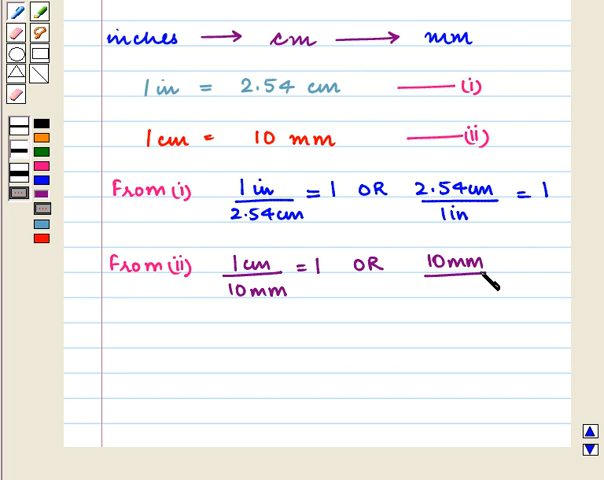 inches → cm → mm
1 in = 2.54 cm —— (i)
1 cm = 10 mm —— (ii)
From (i) 1 in / 2.54 cm = 1 OR 2.54 cm / 1 in = 1
From (ii) 1 cm / 10 mm = 1 OR 10 mm /